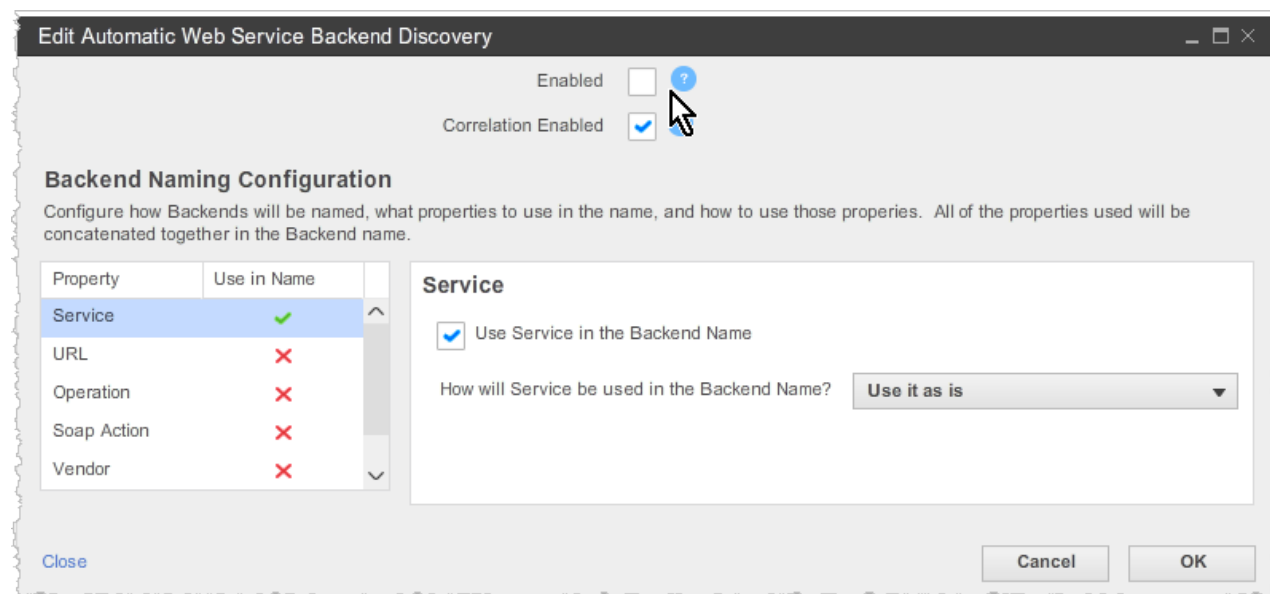 Edit Automatic Web Service Backend Discovery
Enabled
?
Correlation Enabled
Backend Naming Configuration
Configure how Backends will be named, what properties to use in the name, and how to use those properies. All of the properties used will be
concatenated together in the Backend name.
Property Use in Name
Service
URL
Operation
Soap Action
Vendor
Service
Use Service in the Backend Name
How will Service be used in the Backend Name? Use it as is
Close
Cancel
OK